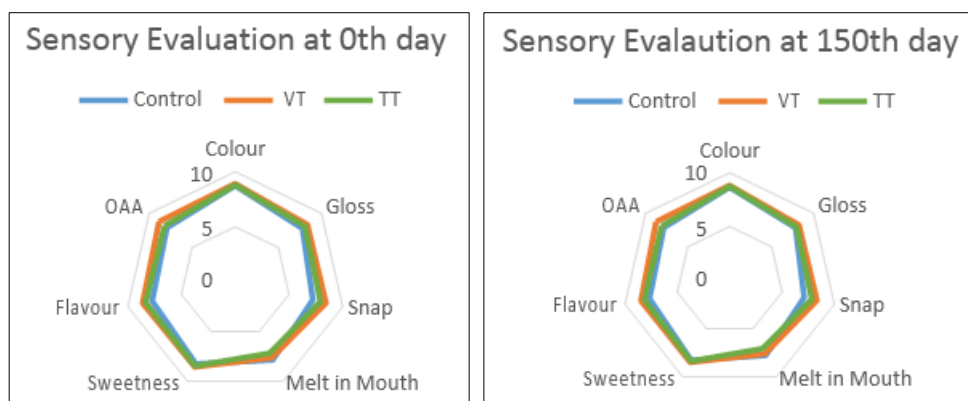 Sensory Evaluation at 0th day
Control VT TT
Colour
10
OAA
Gloss
5
0
Flavour
Snap
Sweetness
Melt in Mouth
Sensory Evalaution at 150th day
Control VT TT
Colour
10
OAA
Gloss
5
0
Flavour
Snap
Sweetness
Melt in Mouth